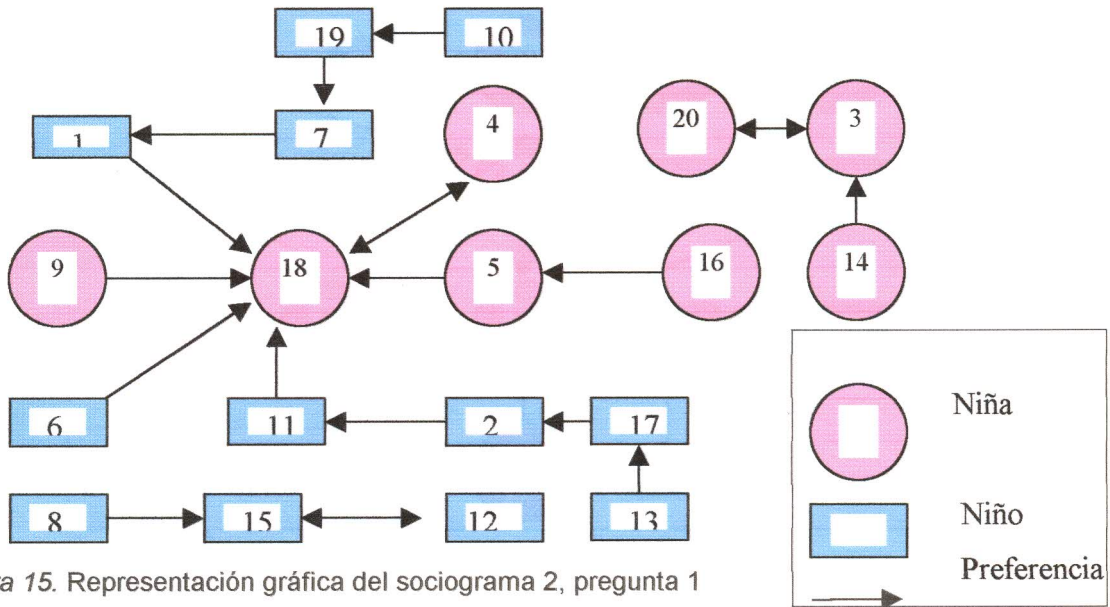 19 10
4 20 3
1 7
9 18 5 16 14
Niña
6 11 2 17
8 15 12 13
Niño
Preferencia
a 15. Representación gráfica del sociograma 2, pregunta 1